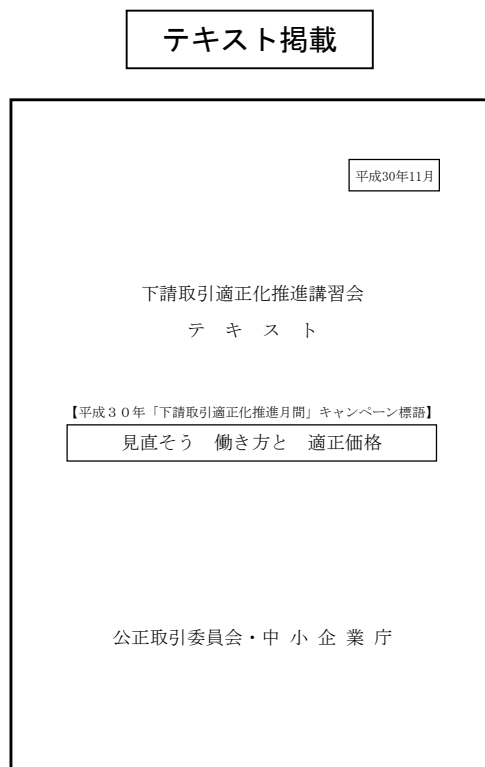 テキスト掲載
平成30年11月
下請取引適正化推進講習会
テ キ ス ト
【平成３０年「下請取引適正化推進月間」キャンペーン標語】
見直そう　働き方と　適正価格
公正取引委員会・中 小 企 業 庁